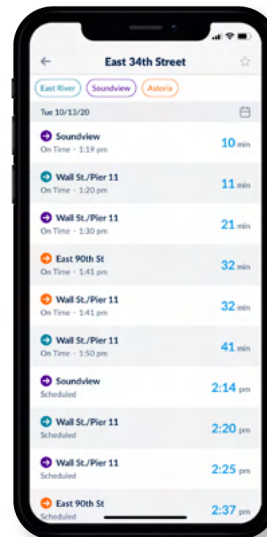 East 34th Street
East River Soundview Astoria
Tue 10/13/20
Soundview
On Time - 1:19 pm
10 min
Wall St./Pier 11
On Time - 1:20 pm
11 min
Wall St./Pier 11
On Time - 1:30 pm
21 min
East 90th St
On Time - 1:41 pm
32 min
Wall St./Pier 11
On Time - 1:41 pm
32 min
Wall St./Pier 11
On Time - 1:50 pm
41 min
Soundview
Scheduled
2:14 pm
Wall St./Pier 11
Scheduled
2:20 pm
Wall St./Pier 11
Scheduled
2:25 pm
East 90th St
Scheduled
2:37 pm